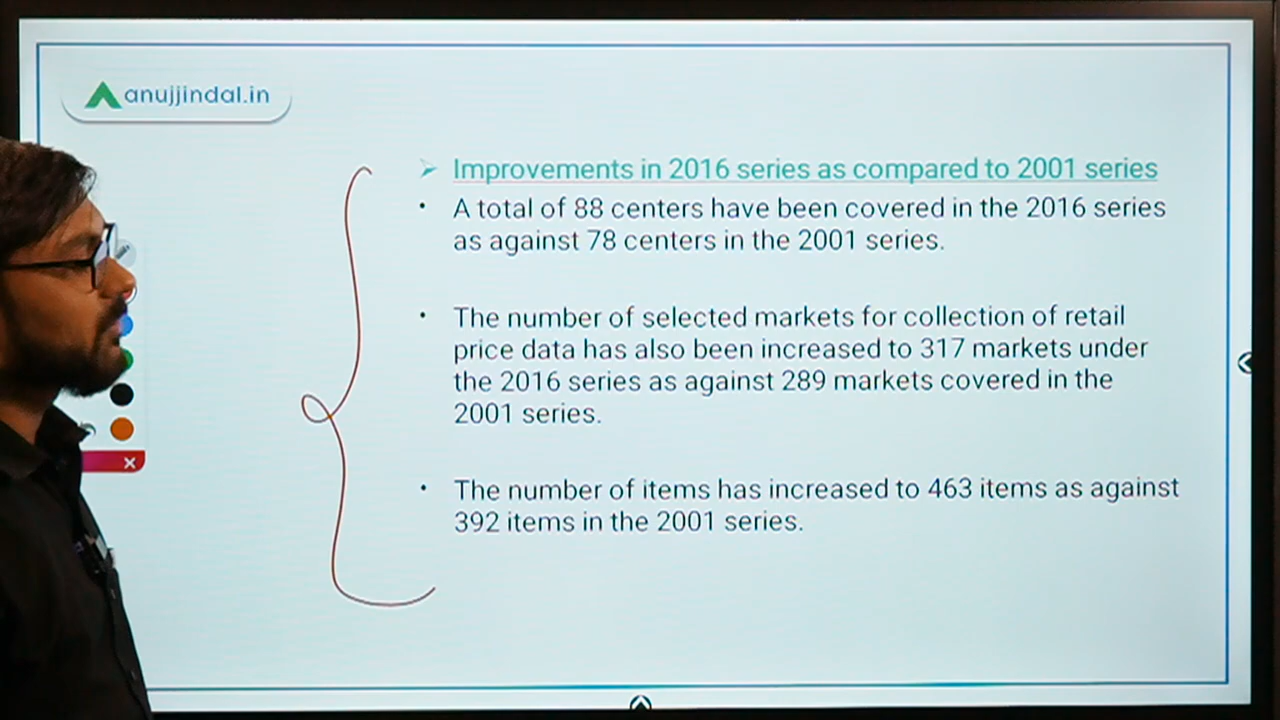 anujjindal.in
➢ Improvements in 2016 series as compared to 2001 series
• A total of 88 centers have been covered in the 2016 series
as against 78 centers in the 2001 series.
• The number of selected markets for collection of retail
price data has also been increased to 317 markets under
the 2016 series as against 289 markets covered in the
2001 series.
• The number of items has increased to 463 items as against
392 items in the 2001 series.